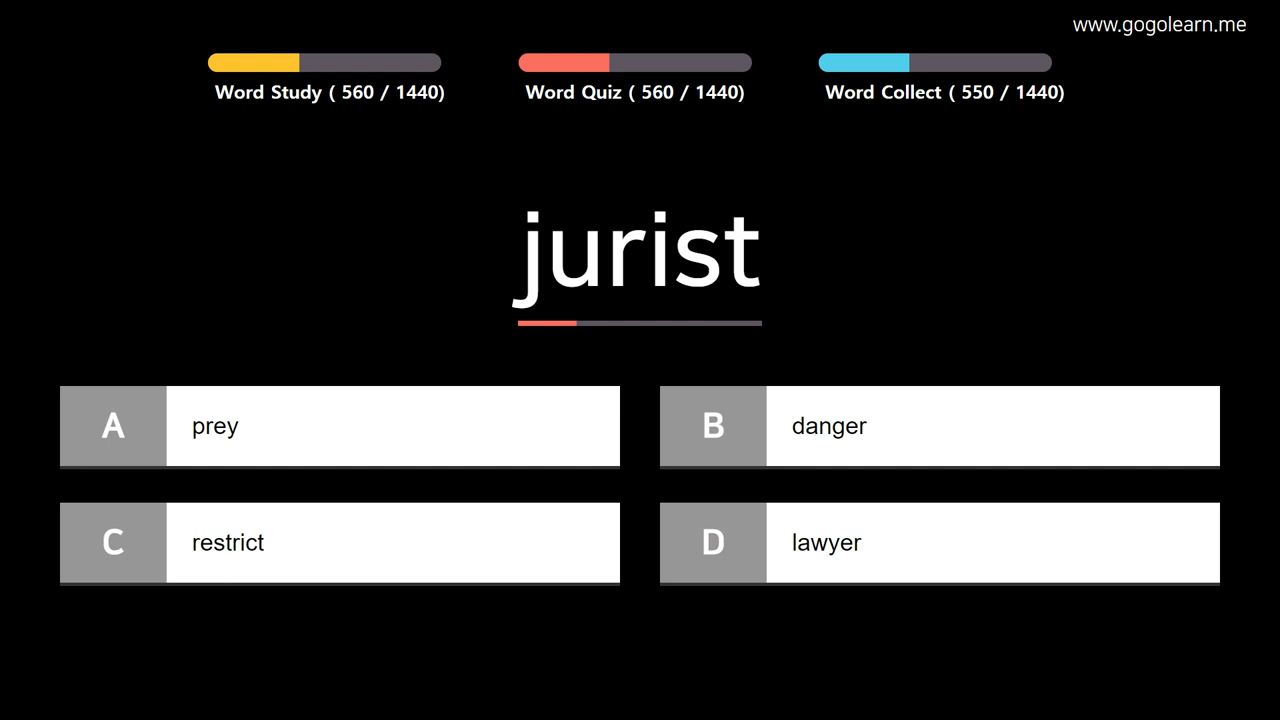 www.gogolearn.me
Word Study ( 560 / 1440)
Word Quiz ( 560 / 1440)
Word Collect ( 550 / 1440)
jurist
A
prey
B
danger
C
restrict
D
lawyer